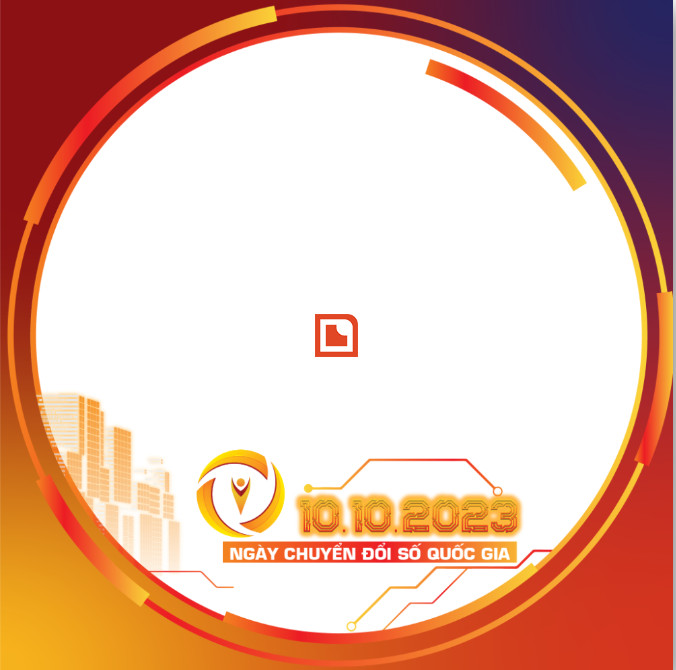 10.10.2023
NGÀY CHUYỂN ĐỔI SỐ QUỐC GIA